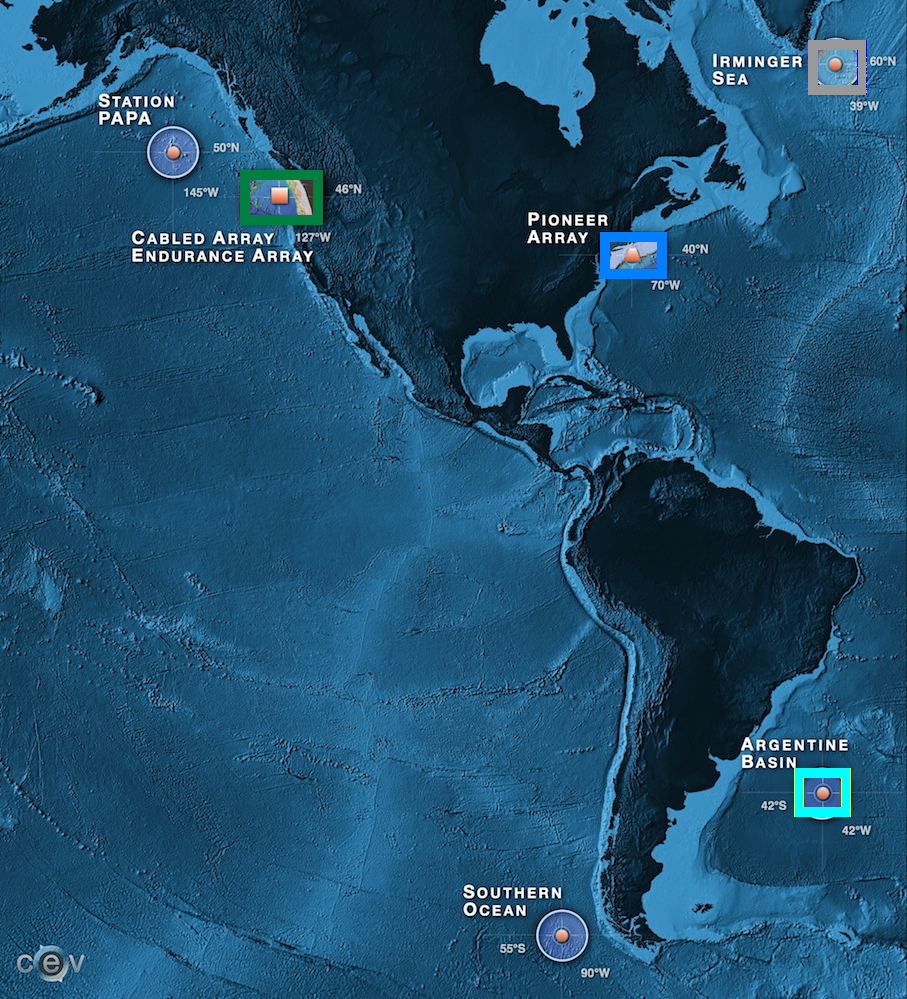 IRMINGER
SEA
60°N
39°W
STATION
PAPA
50°N
145°W
46°N
127°W
CABLED ARRAY
ENDURANCE ARRAY
PIONEER
ARRAY
40°N
70°W
ARGENTINE
BASIN
42°S
42°W
SOUTHERN
OCEAN
55°S
90°W
cev